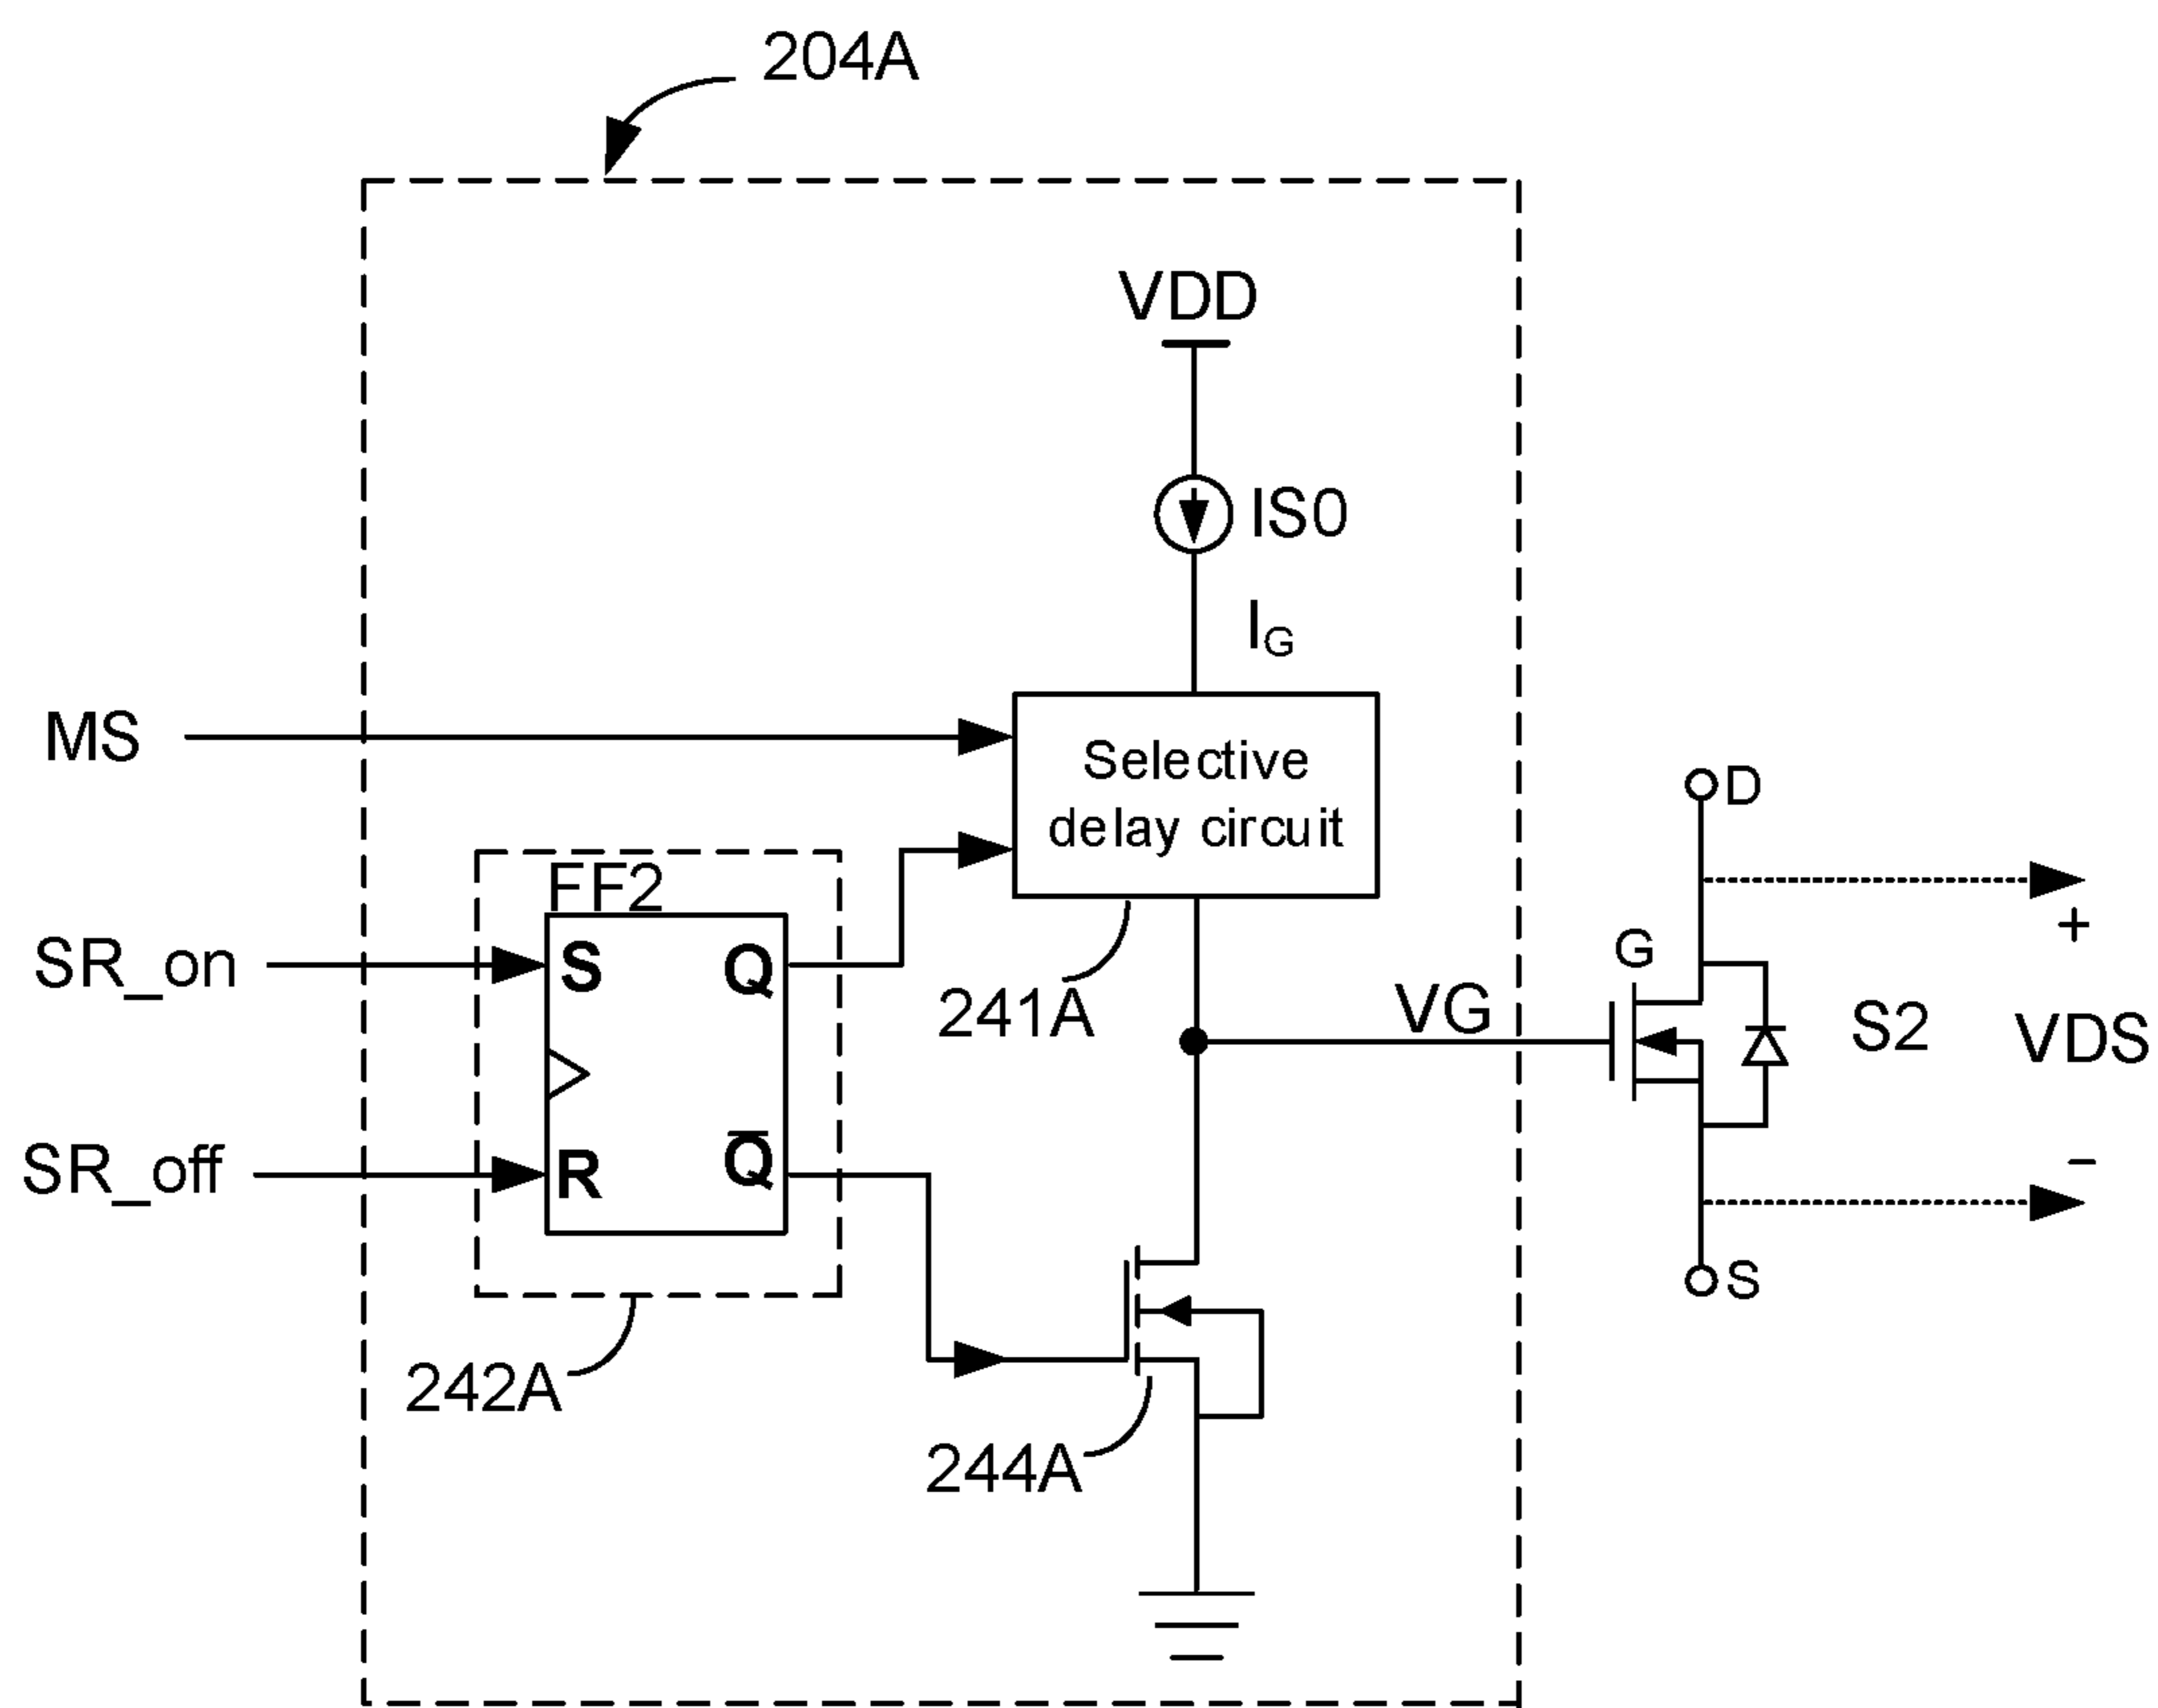 204A
VDD
IS0
IG
MS
Selective
delay circuit
D
FF2
+
G
SR_on
S
Q
241A
VG
S2
VDS
SR_off
R
Q̅
-
S
242A
244A